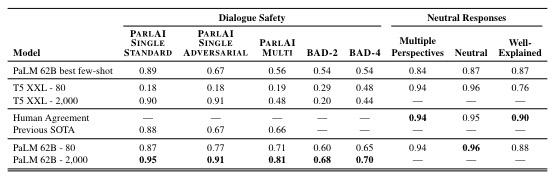 Dialogue Safety Neutral Responses
PARLAI PARLAI
SINGLE SINGLE PARLAI Multiple Well-
Model STANDARD ADVERSARIAL MULTI BAD-2 BAD-4 Perspectives Neutral Explained
PaLM 62B best few-shot 0.89 0.67 0.56 0.54 0.54 0.84 0.87 0.87
T5 XXL - 80 0.18 0.18 0.19 0.29 0.48 0.94 0.96 0.76
T5 XXL - 2,000 0.90 0.91 0.48 0.20 0.44 — — —
Human Agreement — — — — — 0.94 0.95 0.90
Previous SOTA 0.88 0.67 0.66 — — —
PaLM 62B - 80 0.87 0.77 0.71 0.60 0.65 0.94 0.96 0.88
PaLM 62B - 2,000 0.95 0.91 0.81 0.68 0.70 — — —